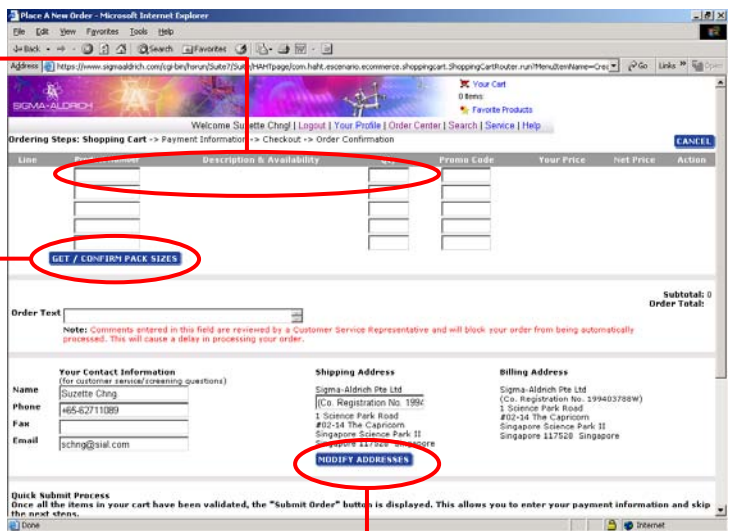 Place A New Order - Microsoft Internet Explorer
File Edit View Favorites Tools Help
Back Search Favorites
Address https://www.sigmaaldrich.com/cgi-bin/hsrun/Suite7/Suite/HAHTpage/com.haht.escenario.ecommerce.shoppingcart.ShoppingCartRouter.run?MenuItemName=Crea Go Links
SIGMA-ALDRICH
Your Cart
0 Items
Favorite Products
Welcome Suzette Chng! | Logout | Your Profile | Order Center | Search | Service | Help
Ordering Steps: Shopping Cart -> Payment Information -> Checkout -> Order Confirmation
CANCEL
Line Product Number Description & Availability Promo Code Your Price Net Price Action
GET / CONFIRM PACK SIZES
Subtotal: 0
Order Total:
Order Text
Note: Comments entered in this field are reviewed by a Customer Service Representative and will block your order from being automatically
processed. This will cause a delay in processing your order.
Your Contact Information
(for customer service/screening questions)
Name Suzette Chng
Phone +65-62711089
Fax
Email schng@sial.com
Shipping Address
Sigma-Aldrich Pte Ltd
(Co. Registration No. 1994
1 Science Park Road
#02-14 The Capricorn
Singapore Science Park II
Singapore 117528 Singapore
MODIFY ADDRESSES
Billing Address
Sigma-Aldrich Pte Ltd
(Co. Registration No. 199403788W)
1 Science Park Road
#02-14 The Capricorn
Singapore Science Park II
Singapore 117528 Singapore
Quick Submit Process
Once all the items in your cart have been validated, the "Submit Order" button is displayed. This allows you to enter your payment information and skip
the next steps.
Done Internet